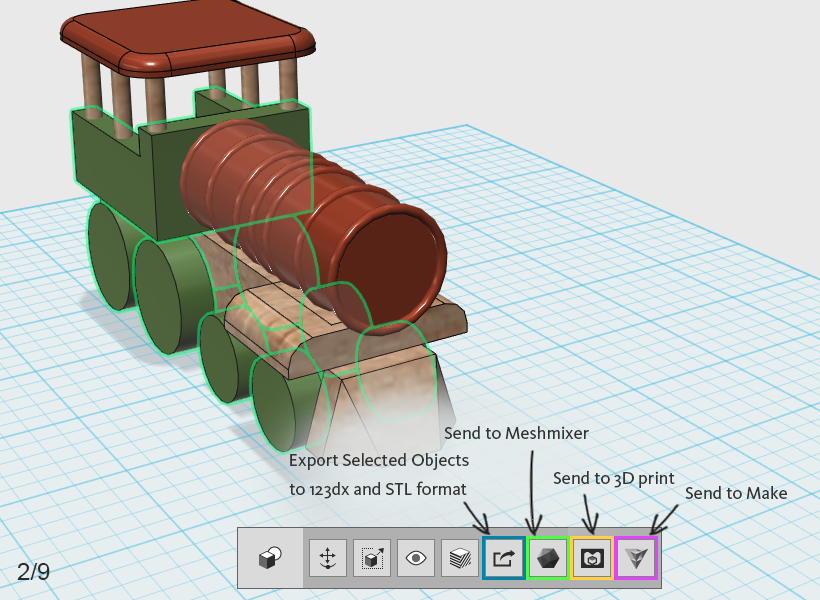 Send to Meshmixer
Export Selected Objects
to 123dx and STL format
Send to 3D print
Send to Make
2/9